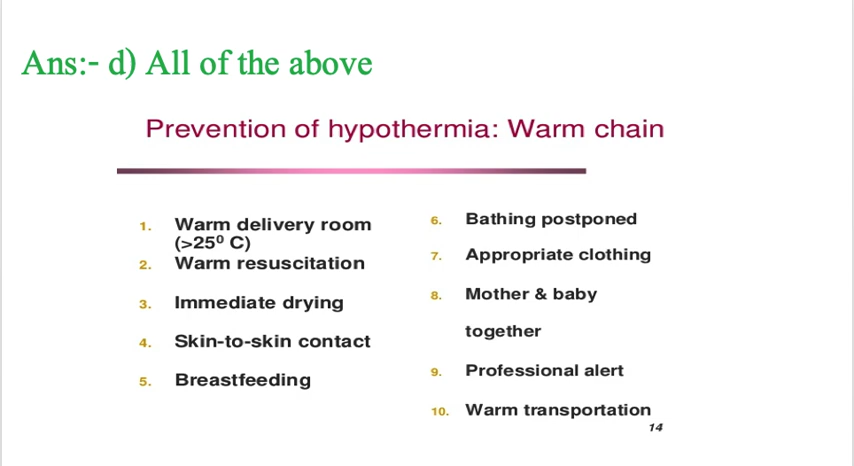 Ans:- d) All of the above
Prevention of hypothermia: Warm chain
1. Warm delivery room
(>25⁰ C)
2. Warm resuscitation
3. Immediate drying
4. Skin-to-skin contact
5. Breastfeeding
6. Bathing postponed
7. Appropriate clothing
8. Mother & baby
together
9. Professional alert
10. Warm transportation
14